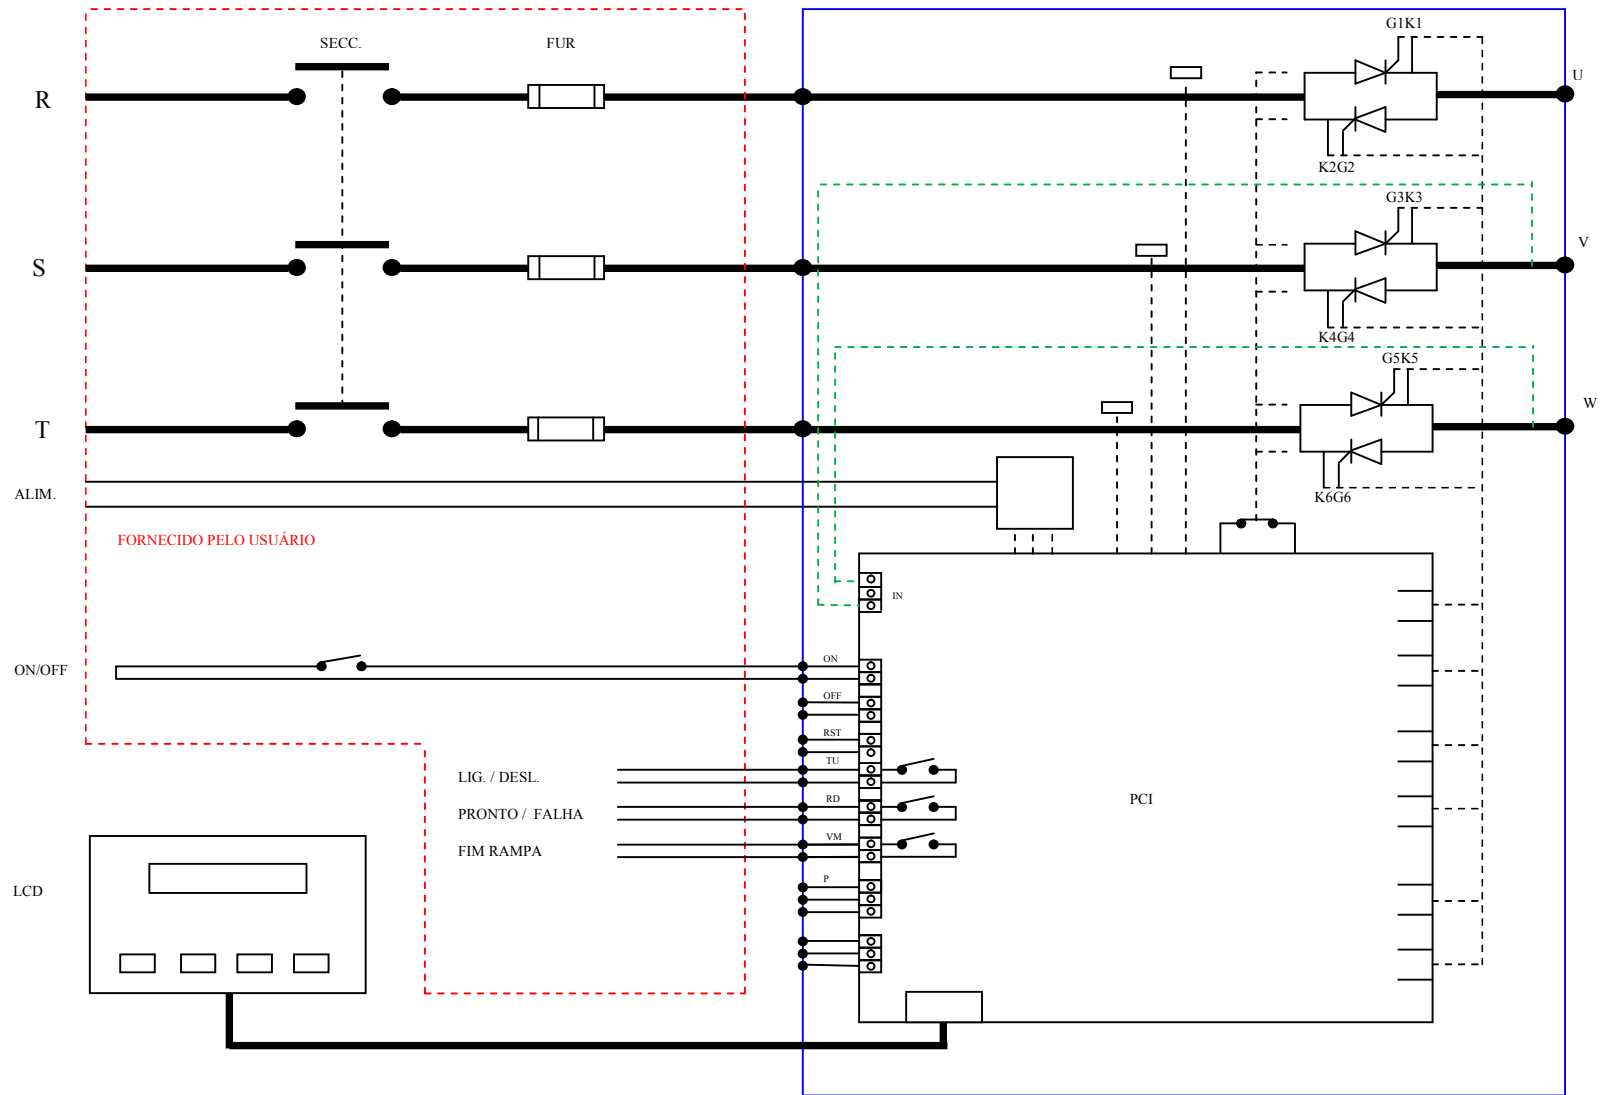 SECC.
FUR
G1K1
U
R
K2G2
G3K3
V
S
K4G4
G5K5
W
T
K6G6
ALIM.
FORNECIDO PELO USUÁRIO
IN
ON/OFF
ON
OFF
RST
TU
LIG. / DESL.
RD
PRONTO / FALHA
PCI
VM
FIM RAMPA
P
LCD